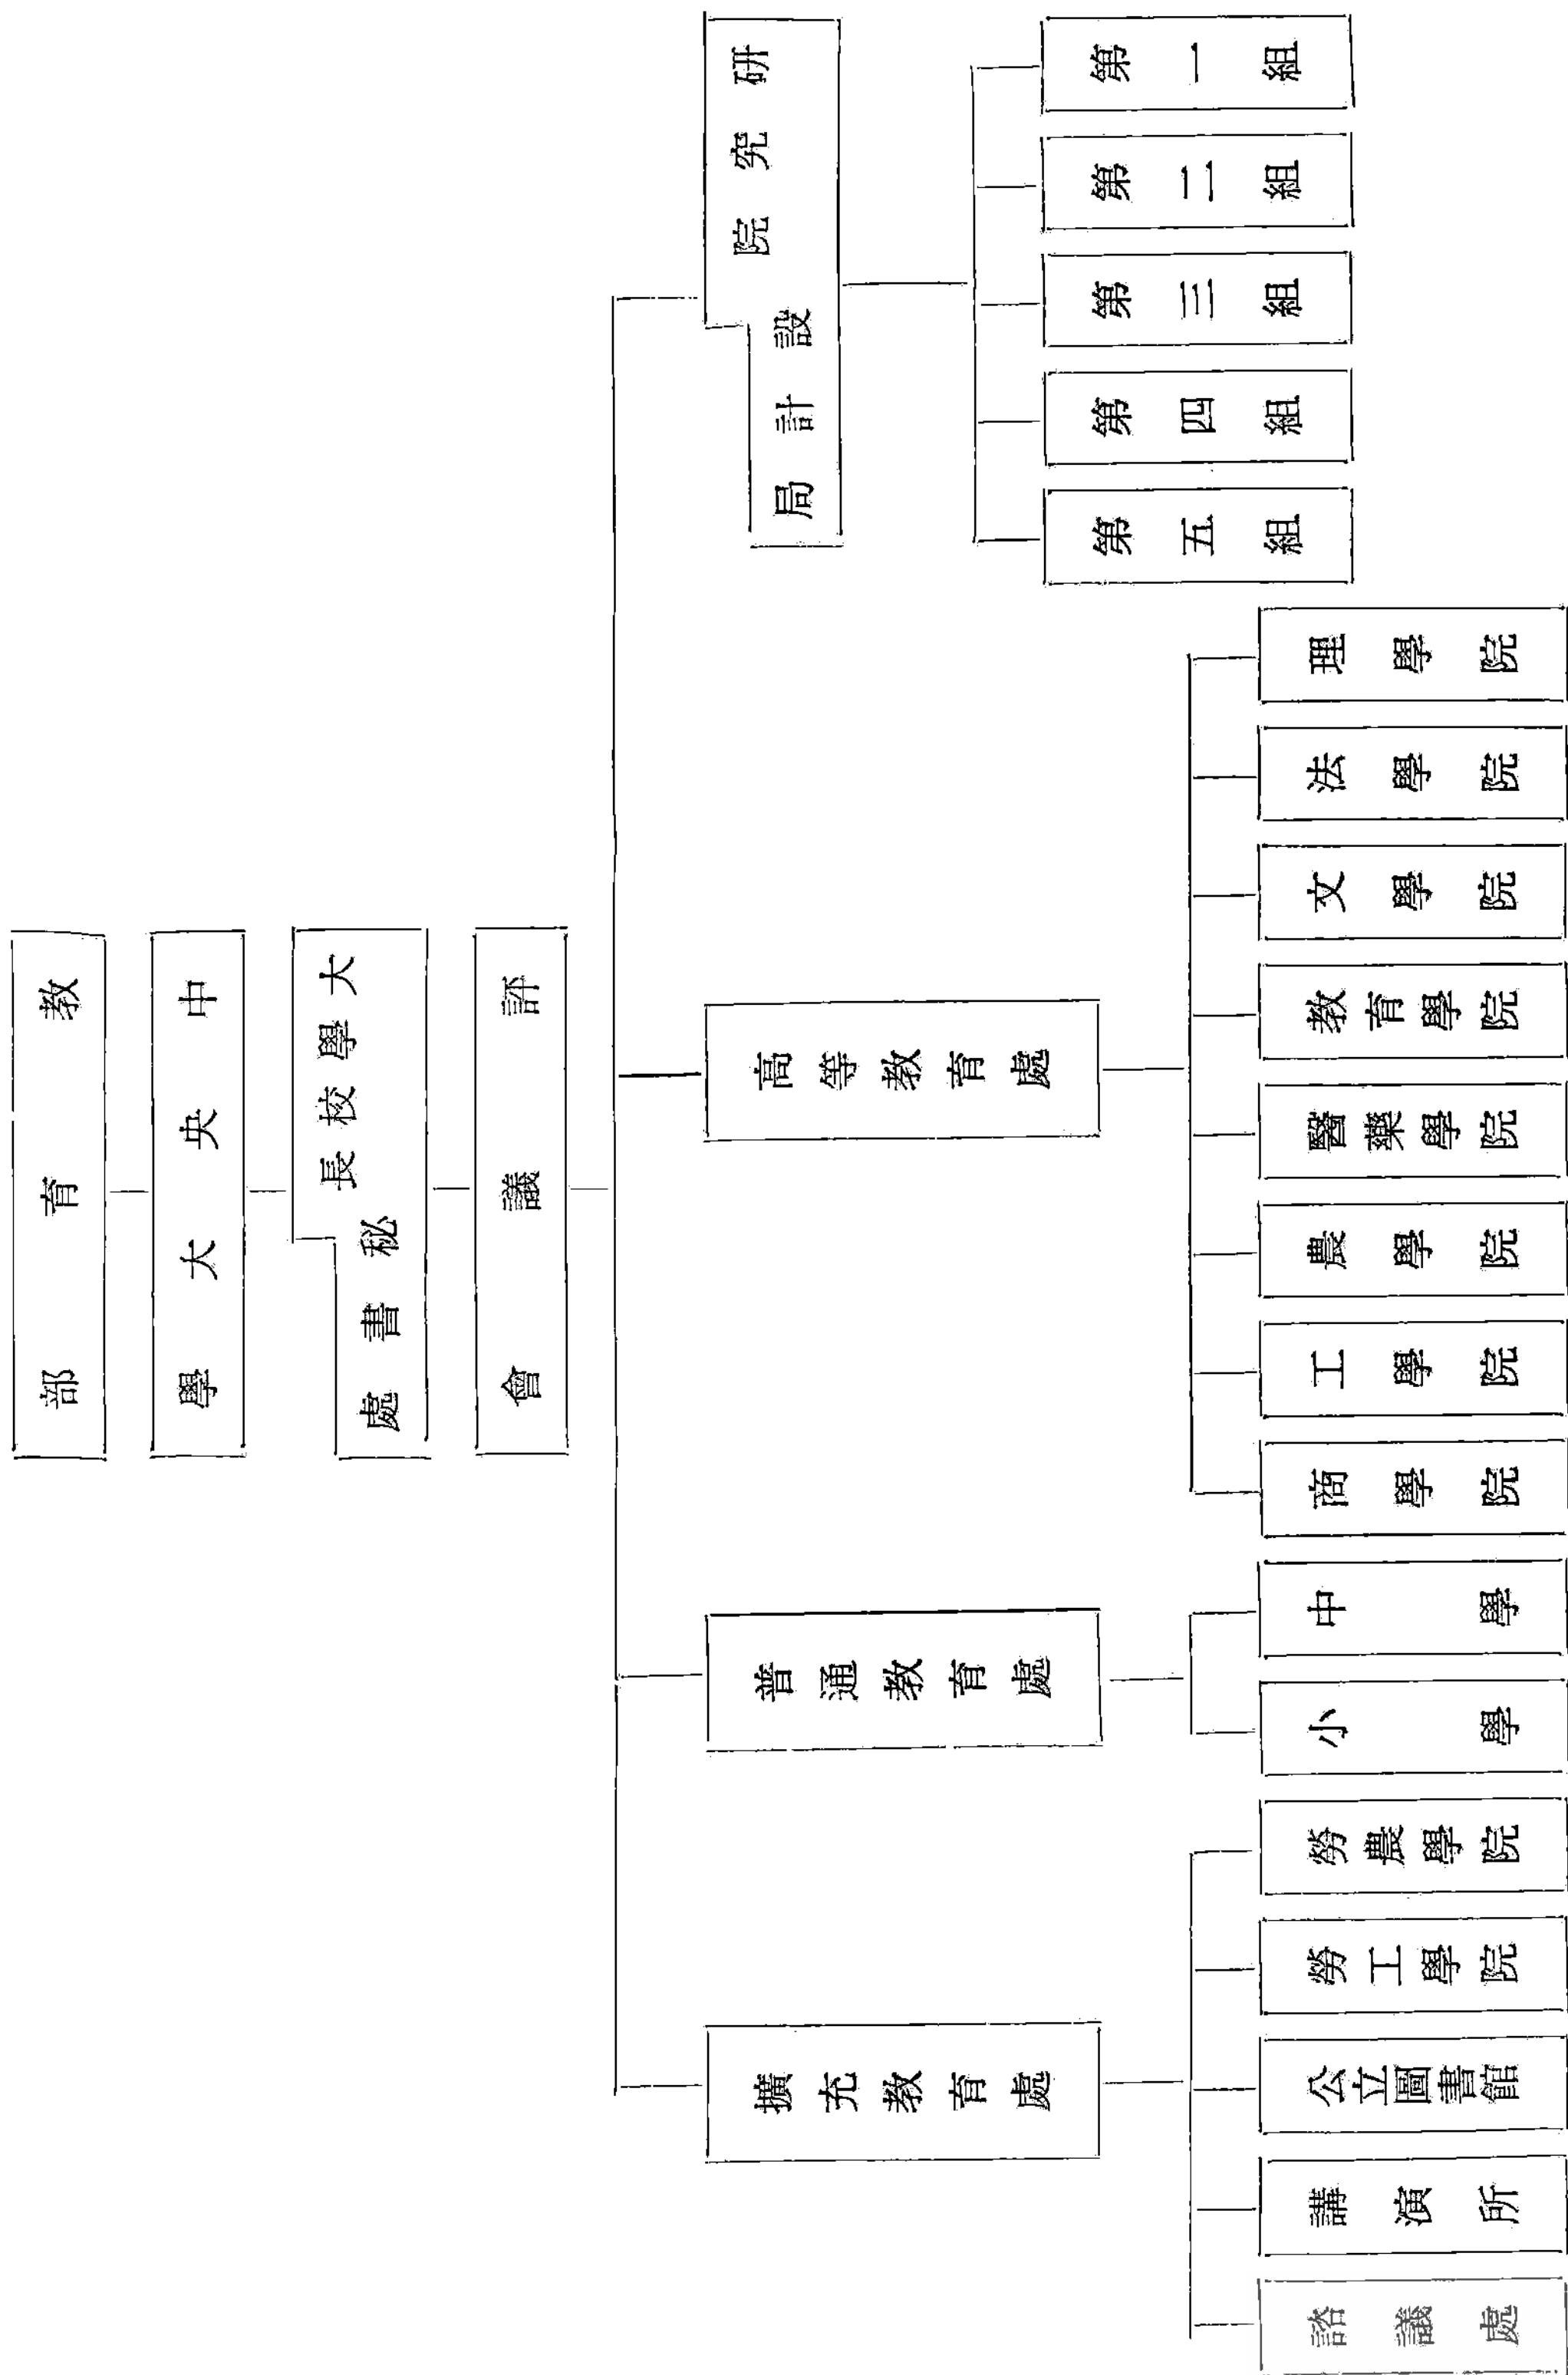 教育部
中央大學
大學校長
秘書處
評議會
研究院
設計局
高等教育處
普通教育處
擴充教育處
第一組
第二組
第三組
第四組
第五組
理學院
法學院
文學院
教育學院
醫藥學院
農學院
工學院
商學院
中學
小學
勞農學院
勞工學院
公立圖書館
講演所
諮議處